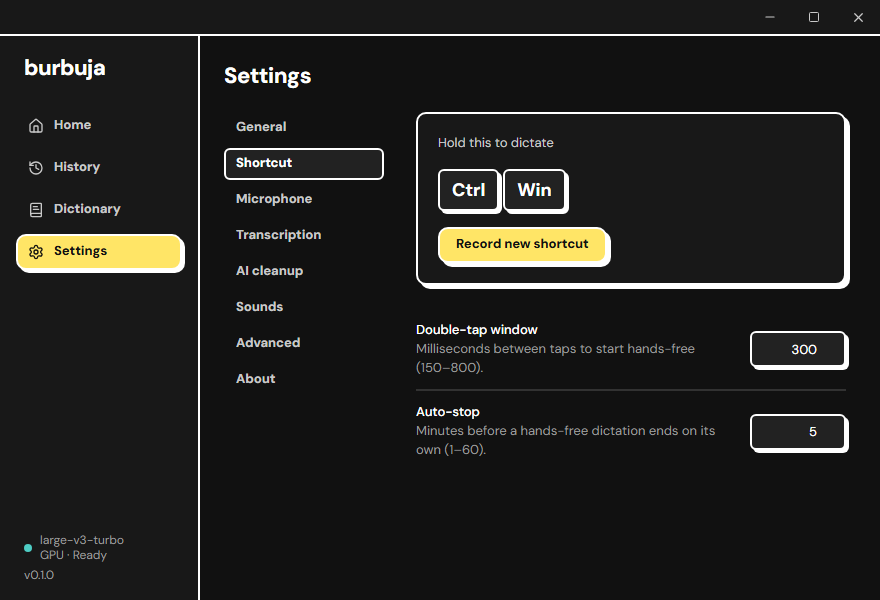 burbuja
Home
History
Dictionary
Settings
large-v3-turbo
GPU · Ready
v0.1.0
Settings
General
Shortcut
Microphone
Transcription
AI cleanup
Sounds
Advanced
About
Hold this to dictate
Ctrl Win
Record new shortcut
Double-tap window
Milliseconds between taps to start hands-free
(150–800).
300
Auto-stop
Minutes before a hands-free dictation ends on its
own (1–60).
5